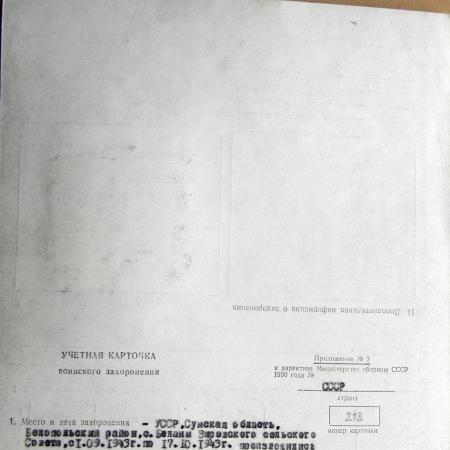 11. Дополнительная информация о захоронении
УЧЕТНАЯ КАРТОЧКА
воинского захоронения
Приложение № 2
к директиве Министерства обороны СССР
1990 года №
СССР
страна
218
номер карточки
1. Место и дата захоронения - УССР,Сумская область,
Белопольский район,с.Беланы Вировского сельского
Совета,с1.09.1943г.по 17.10.1943г. производились